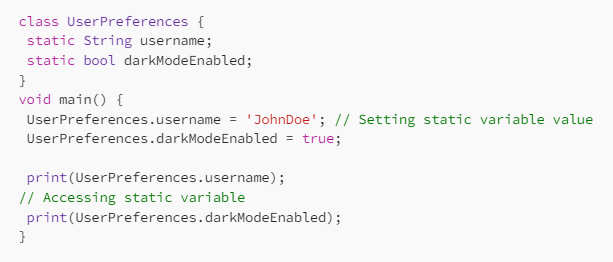 class UserPreferences {
 static String username;
 static bool darkModeEnabled;
}
void main() {
 UserPreferences.username = 'JohnDoe'; // Setting static variable value
 UserPreferences.darkModeEnabled = true;

 print(UserPreferences.username);
// Accessing static variable
 print(UserPreferences.darkModeEnabled);
}